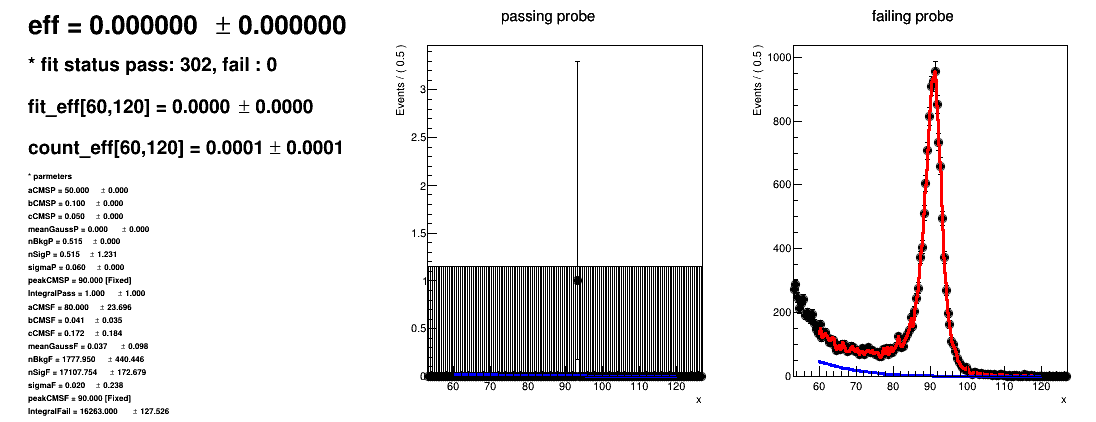 eff = 0.000000 ± 0.000000
* fit status pass: 302, fail : 0
fit_eff[60,120] = 0.0000 ± 0.0000
count_eff[60,120] = 0.0001 ± 0.0001
* parmeters
aCMSP = 50.000 ± 0.000
bCMSP = 0.100 ± 0.000
cCMSP = 0.050 ± 0.000
meanGaussP = 0.000 ± 0.000
nBkgP = 0.515 ± 0.000
nSigP = 0.515 ± 1.231
sigmaP = 0.060 ± 0.000
peakCMSP = 90.000 [Fixed]
IntegralPass = 1.000 ± 1.000
aCMSF = 80.000 ± 23.696
bCMSF = 0.041 ± 0.035
cCMSF = 0.172 ± 0.184
meanGaussF = 0.037 ± 0.098
nBkgF = 1777.950 ± 440.446
nSigF = 17107.754 ± 172.679
sigmaF = 0.020 ± 0.238
peakCMSF = 90.000 [Fixed]
IntegralFail = 16263.000 ± 127.526
passing probe
Events / ( 0.5 )
3
2.5
2
1.5
1
0.5
0
60 70 80 90 100 110 120
x
failing probe
Events / ( 0.5 )
1000
800
600
400
200
0
60 70 80 90 100 110 120
x